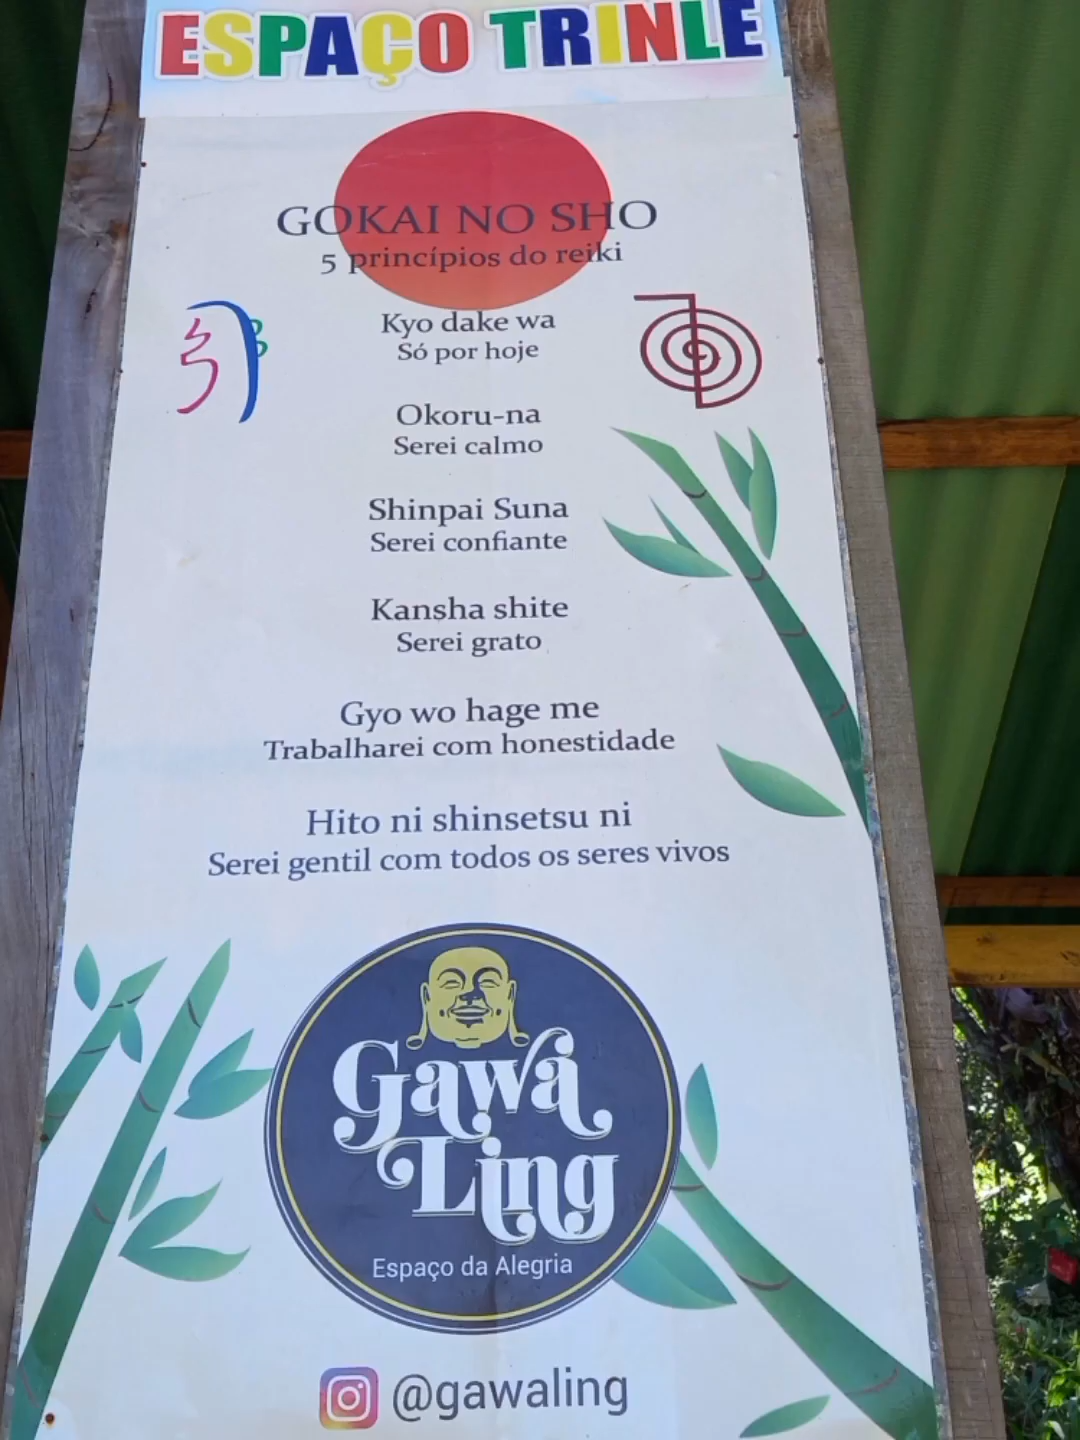 ESPAÇO TRINLE
GOKAI NO SHO
5 princípios do reiki
Kyo dake wa
Só por hoje
Okoru-na
Serei calmo
Shinpai Suna
Serei confiante
Kansha shite
Serei grato
Gyo wo hage me
Trabalharei com honestidade
Hito ni shinsetsu ni
Serei gentil com todos os seres vivos
Gawa
Ling
Espaço da Alegria
@gawaling